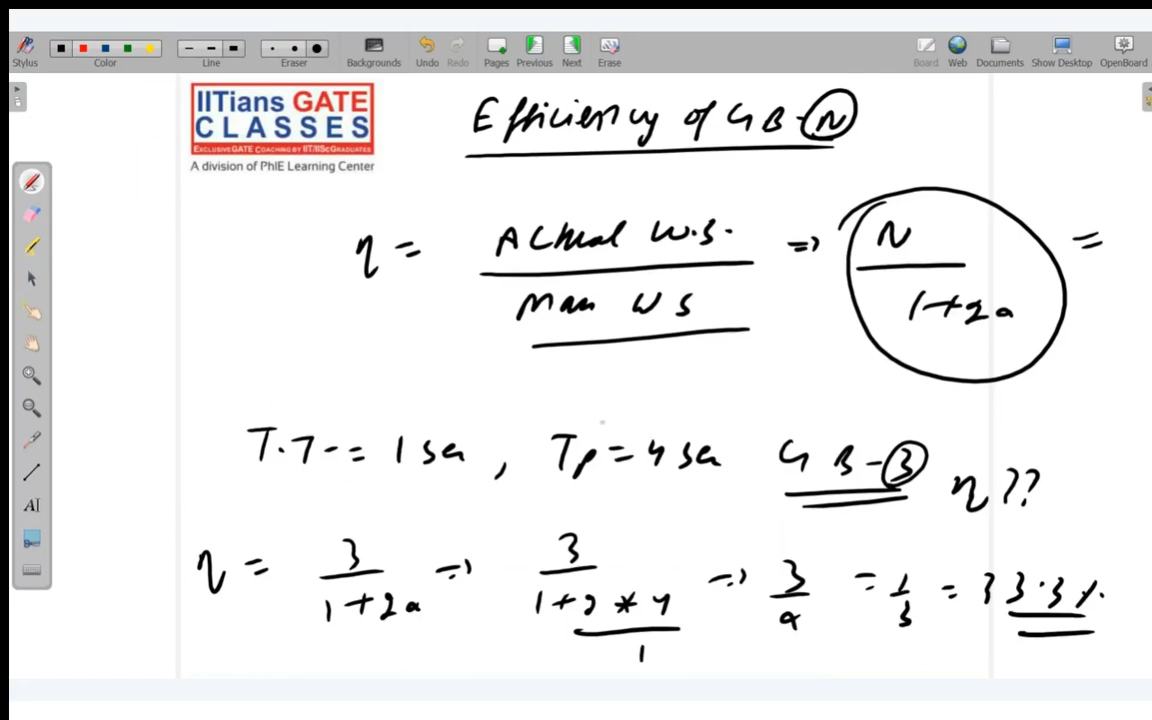 Stylus Color Line Eraser Backgrounds Undo Redo Pages Previous Next Erase Board Web Documents Show Desktop OpenBoard
IITians GATE
CLASSES
EXCLUSIVE GATE COACHING BY IIT/IISC GRADUATES
A division of PhIE Learning Center
Efficiency of GB-N
η = Actual W.S. / Max WS => N / 1+2a =
T.T. = 1 sec, Tp = 4 sec GB-3 η??
η = 3 / 1+2a => 3 / 1+2*4/1 => 3/9 = 1/3 = 33.3%
AI